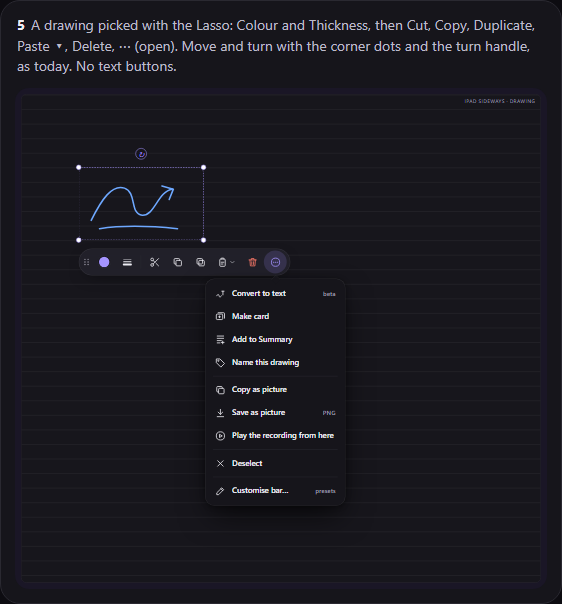 5 A drawing picked with the Lasso: Colour and Thickness, then Cut, Copy, Duplicate,
Paste ▾, Delete, ⋯ (open). Move and turn with the corner dots and the turn handle,
as today. No text buttons.
IPAD SIDEWAYS · DRAWING
Convert to text beta
Make card
Add to Summary
Name this drawing
Copy as picture
Save as picture PNG
Play the recording from here
Deselect
Customise bar... presets